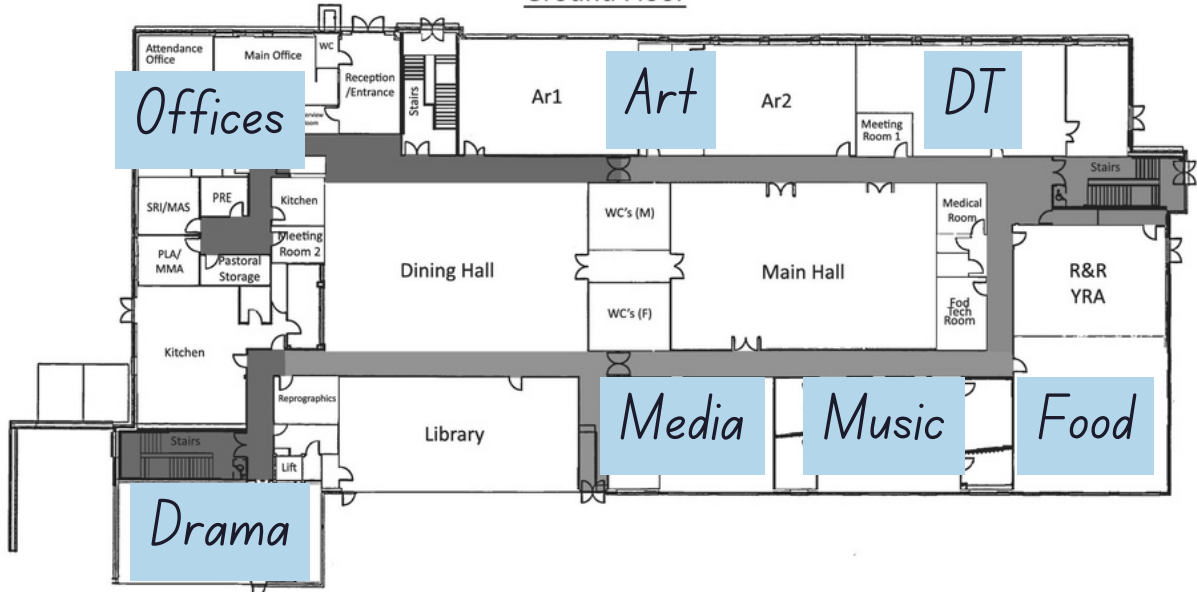 Ground Floor
Attendance
Office
Main Office
WC
Reception
/Entrance
Stairs
Offices
Ar1
Art
Ar2
DT
Meeting
Room 1
Stairs
SRI/MAS
PRE
Kitchen
Meeting
Room 2
PLA/
MMA
Pastoral
Storage
Dining Hall
WC's (M)
WC's (F)
Main Hall
Medical
Room
Fod
Tech
Room
R&R
YRA
Kitchen
Reprographics
Library
Media
Music
Food
Stairs
Lift
Drama